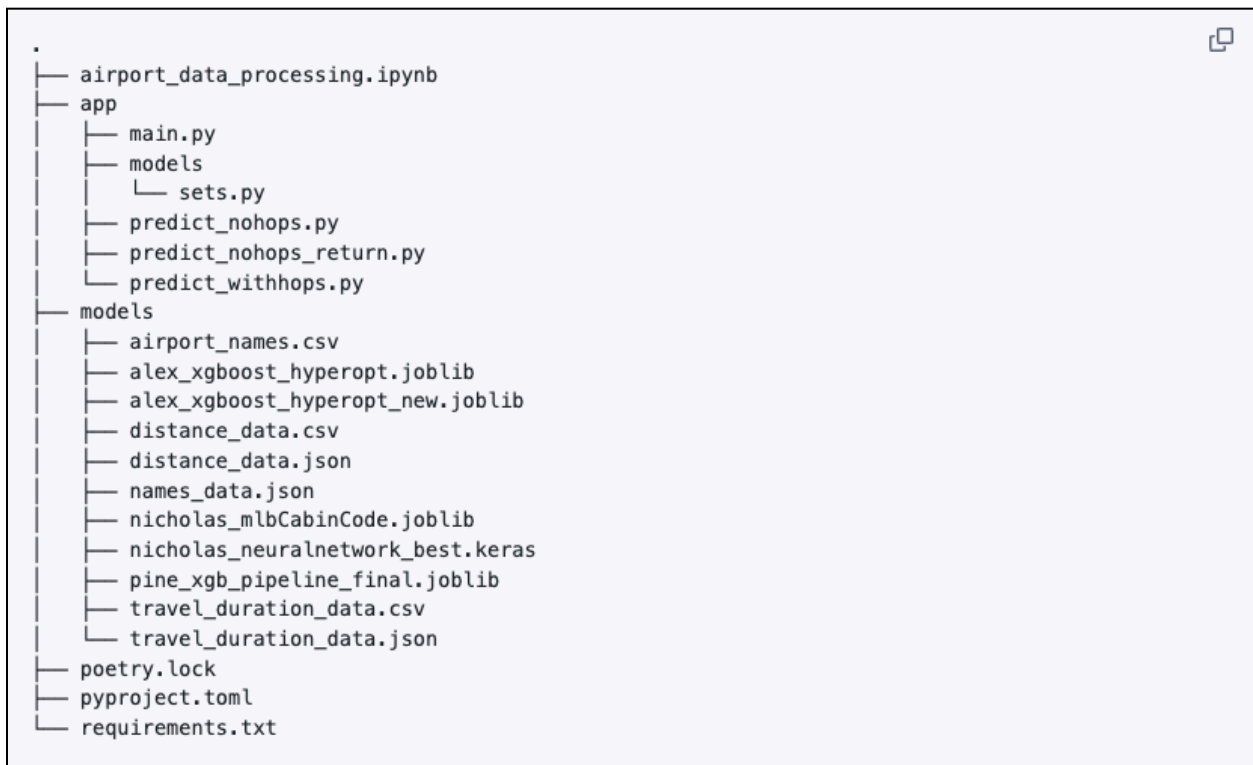 .
├── airport_data_processing.ipynb
├── app
│   ├── main.py
│   ├── models
│   │   └── sets.py
│   ├── predict_nohops.py
│   ├── predict_nohops_return.py
│   └── predict_withhops.py
├── models
│   ├── airport_names.csv
│   ├── alex_xgboost_hyperopt.joblib
│   ├── alex_xgboost_hyperopt_new.joblib
│   ├── distance_data.csv
│   ├── distance_data.json
│   ├── names_data.json
│   ├── nicholas_mlbCabinCode.joblib
│   ├── nicholas_neuralnetwork_best.keras
│   ├── pine_xgb_pipeline_final.joblib
│   ├── travel_duration_data.csv
│   └── travel_duration_data.json
├── poetry.lock
├── pyproject.toml
└── requirements.txt